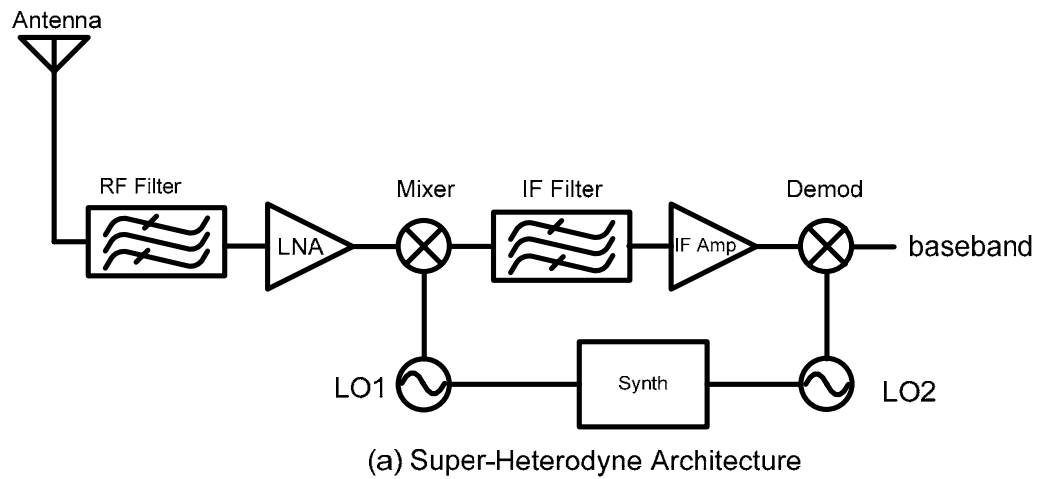 Antenna
RF Filter
LNA
Mixer
IF Filter
IF Amp
Demod
baseband
LO1
Synth
LO2
(a) Super-Heterodyne Architecture